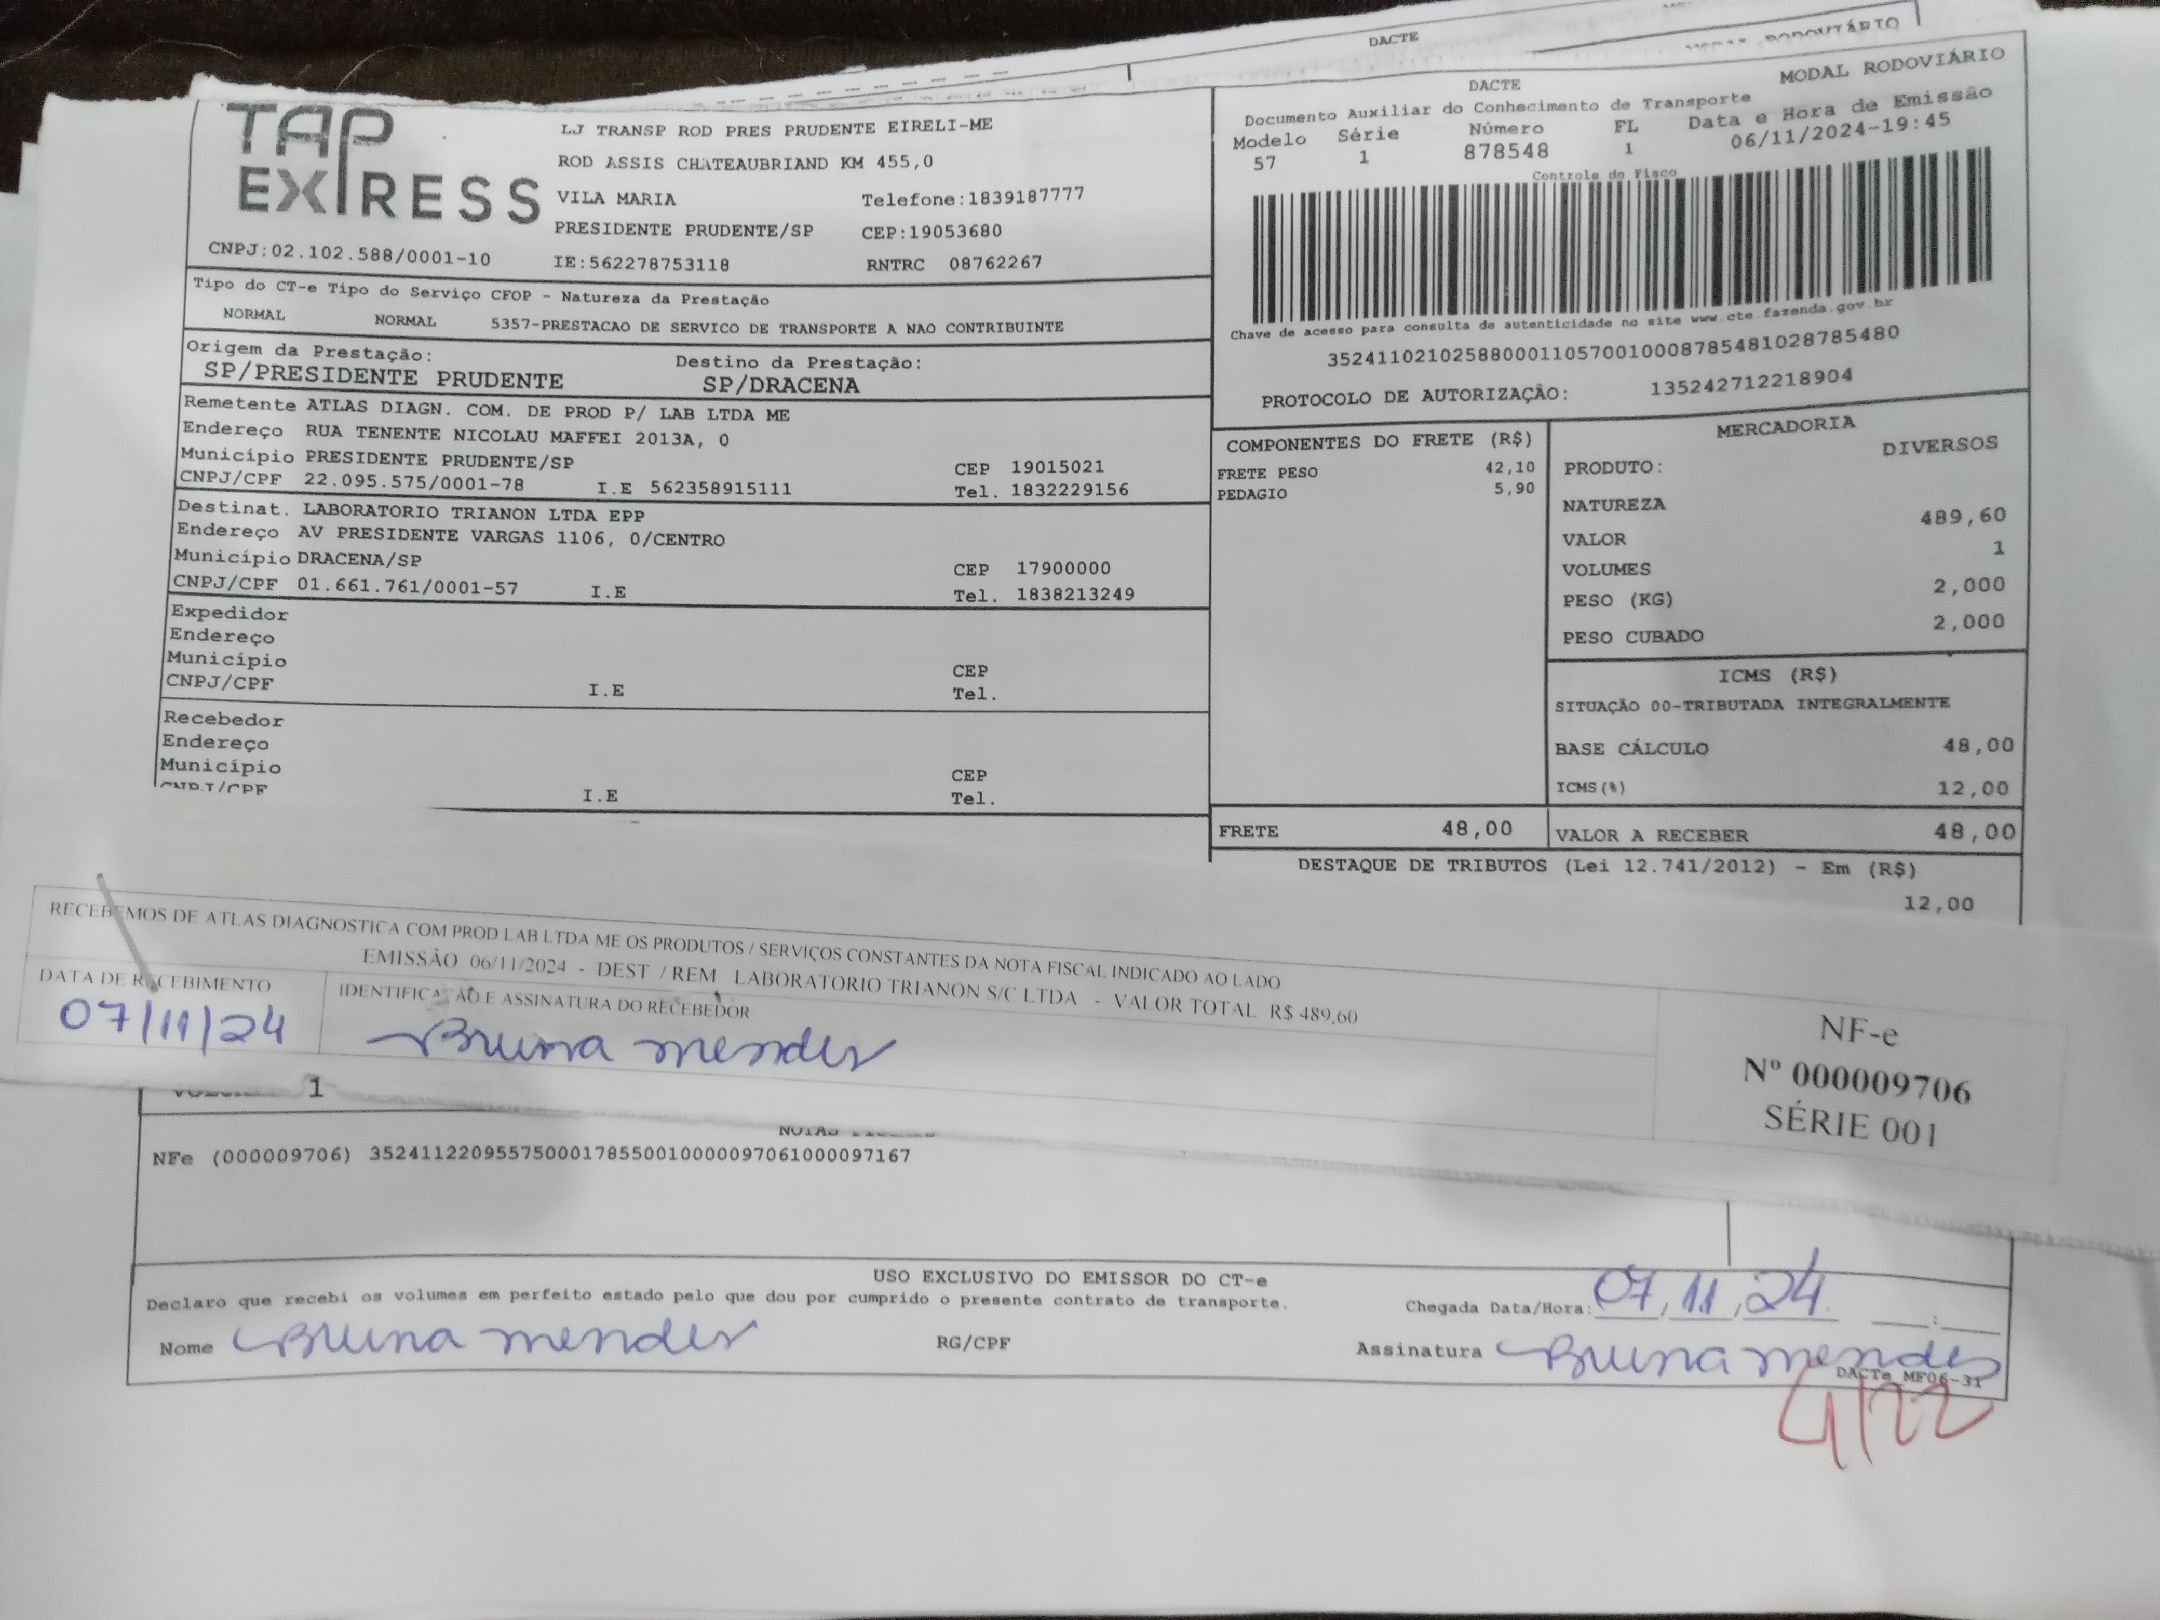 DACTE
MODAL RODOVIÁRIO
TAP EXPRESS
LJ TRANSP ROD PRES PRUDENTE EIRELI-ME
ROD ASSIS CHATEAUBRIAND KM 455,0
VILA MARIA Telefone:1839187777
PRESIDENTE PRUDENTE/SP CEP:19053680
CNPJ:02.102.588/0001-10 IE:562278753118 RNTRC 08762267
DACTE MODAL RODOVIÁRIO
Documento Auxiliar do Conhecimento de Transporte
Modelo Série Número FL Data e Hora de Emissão
57 1 878548 1 06/11/2024-19:45
Controle do Fisco
Chave de acesso para consulta de autenticidade no site www.cte.fazenda.gov.br
35241102102588000110570010008785481028785480
PROTOCOLO DE AUTORIZAÇÃO: 135242712218904
Tipo do CT-e Tipo do Serviço CFOP - Natureza da Prestação
NORMAL NORMAL 5357-PRESTACAO DE SERVICO DE TRANSPORTE A NAO CONTRIBUINTE
Origem da Prestação: Destino da Prestação:
SP/PRESIDENTE PRUDENTE SP/DRACENA
Remetente ATLAS DIAGN. COM. DE PROD P/ LAB LTDA ME
Endereço RUA TENENTE NICOLAU MAFFEI 2013A, 0
Município PRESIDENTE PRUDENTE/SP CEP 19015021
CNPJ/CPF 22.095.575/0001-78 I.E 562358915111 Tel. 1832229156
Destinat. LABORATORIO TRIANON LTDA EPP
Endereço AV PRESIDENTE VARGAS 1106, 0/CENTRO
Município DRACENA/SP CEP 17900000
CNPJ/CPF 01.661.761/0001-57 I.E Tel. 1838213249
Expedidor
Endereço
Município CEP
CNPJ/CPF I.E Tel.
Recebedor
Endereço
Município CEP
CNPJ/CPF I.E Tel.
COMPONENTES DO FRETE (R$)
FRETE PESO 42,10
PEDAGIO 5,90
MERCADORIA
PRODUTO: DIVERSOS
NATUREZA
VALOR 489,60
VOLUMES 1
PESO (KG) 2,000
PESO CUBADO 2,000
ICMS (R$)
SITUAÇÃO 00-TRIBUTADA INTEGRALMENTE
BASE CÁLCULO 48,00
ICMS(%) 12,00
FRETE 48,00 VALOR A RECEBER 48,00
DESTAQUE DE TRIBUTOS (Lei 12.741/2012) - Em (R$)
12,00
RECEBEMOS DE ATLAS DIAGNOSTICA COM PROD LAB LTDA ME OS PRODUTOS / SERVIÇOS CONSTANTES DA NOTA FISCAL INDICADO AO LADO
EMISSÃO 06/11/2024 - DEST / REM LABORATORIO TRIANON S/C LTDA - VALOR TOTAL R$ 489,60
DATA DE RECEBIMENTO IDENTIFICAÇÃO E ASSINATURA DO RECEBEDOR
07/11/24 Bruna mendes
NF-e
Nº 000009706
SÉRIE 001
1
NFe (000009706) 35241122095575000178550010000097061000097167
USO EXCLUSIVO DO EMISSOR DO CT-e
Declaro que recebi os volumes em perfeito estado pelo que dou por cumprido o presente contrato de transporte. Chegada Data/Hora: 07/11/24 :
Nome Bruna mendes RG/CPF Assinatura Bruna mendes
DACTe MF06-31